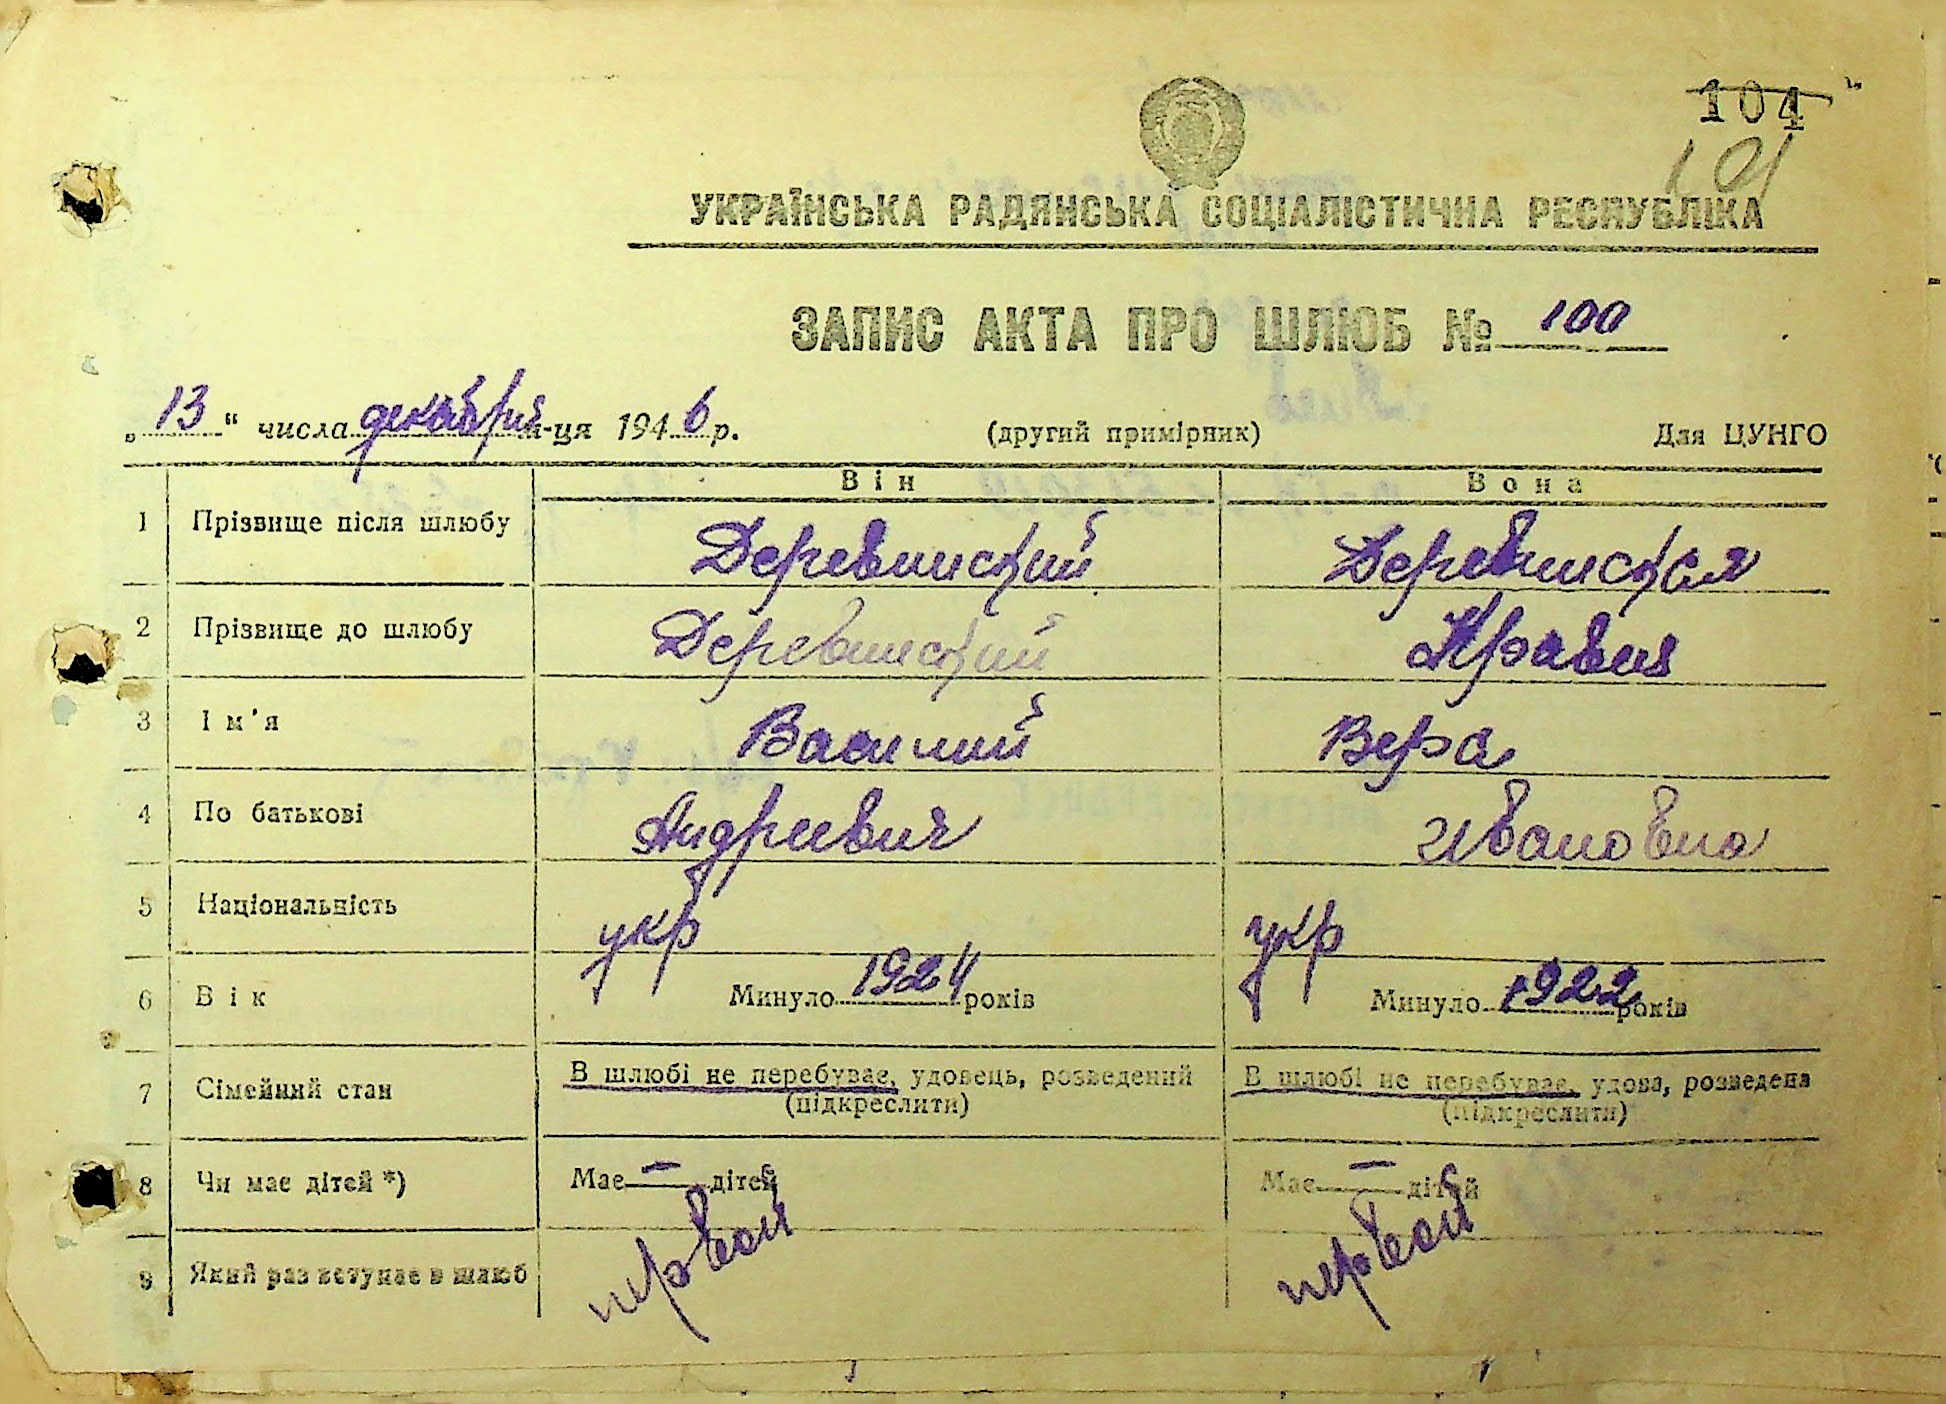 104
101
УКРАЇНСЬКА РАДЯНСЬКА СОЦІАЛІСТИЧНА РЕСПУБЛІКА
ЗАПИС АКТА ПРО ШЛЮБ № 100
„13“ числа декабрий м-ця 1946 р. (другий примірник) Для ЦУНГО
Він Вона
1 Прізвище після шлюбу Деревинский Деревинская
2 Прізвище до шлюбу Деревинский
3 Ім'я Василий Вера
4 По батькові Андреевич Ивановна
5 Національність укр укр
6 Вік Минуло 1924 років Минуло 1922 років
7 Сімейний стан В шлюбі не перебуває, удовець, розведений В шлюбі не перебуває, удова, розведена
(підкреслити) (підкреслити)
8 Чи має дітей *) Має — дітей Має — дітей
9 Який раз вступає в шлюб первой первой